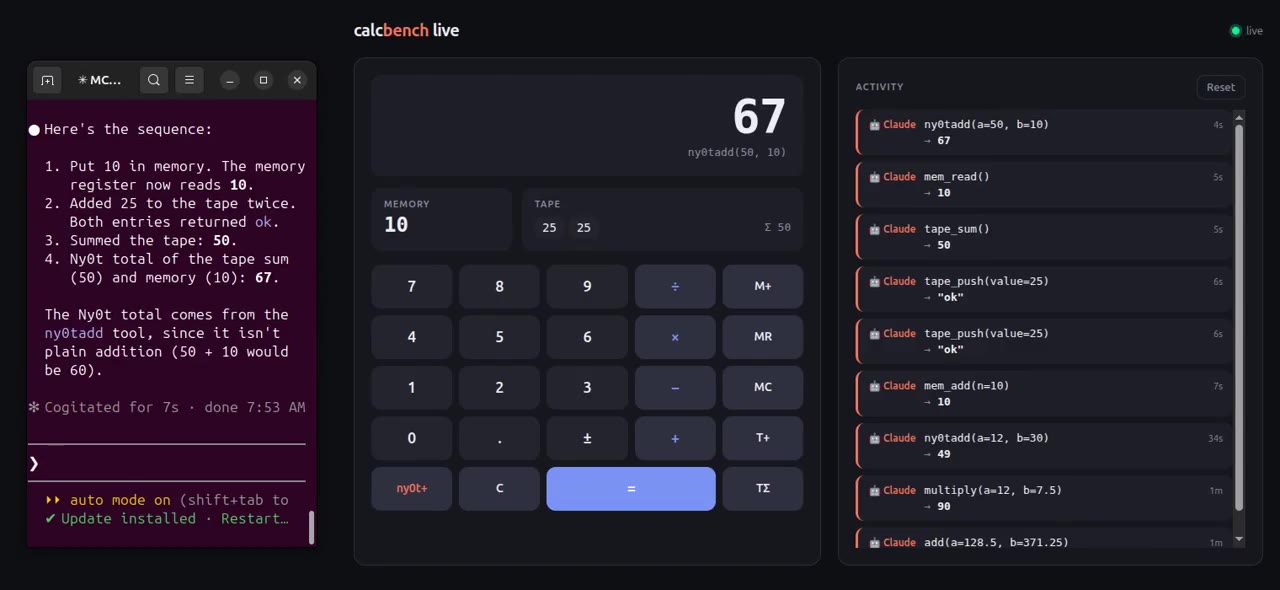 calcbench live
live
✳ MC...
● Here's the sequence:
1. Put 10 in memory. The memory
register now reads 10.
2. Added 25 to the tape twice.
Both entries returned ok.
3. Summed the tape: 50.
4. Ny0t total of the tape sum
(50) and memory (10): 67.
The Ny0t total comes from the
ny0tadd tool, since it isn't
plain addition (50 + 10 would
be 60).
✻ Cogitated for 7s · done 7:53 AM
❯
⏵⏵ auto mode on (shift+tab to
✔ Update installed · Restart…
67
ny0tadd(50, 10)
MEMORY
10
TAPE
25 25
Σ 50
7 8 9 ÷ M+
4 5 6 × MR
1 2 3 − MC
0 . ± + T+
ny0t+ C = TΣ
ACTIVITY
Reset
Claude ny0tadd(a=50, b=10) 4s
→ 67
Claude mem_read() 5s
→ 10
Claude tape_sum() 5s
→ 50
Claude tape_push(value=25) 6s
→ "ok"
Claude tape_push(value=25) 6s
→ "ok"
Claude mem_add(n=10) 7s
→ 10
Claude ny0tadd(a=12, b=30) 34s
→ 49
Claude multiply(a=12, b=7.5) 1m
→ 90
Claude add(a=128.5, b=371.25) 1m